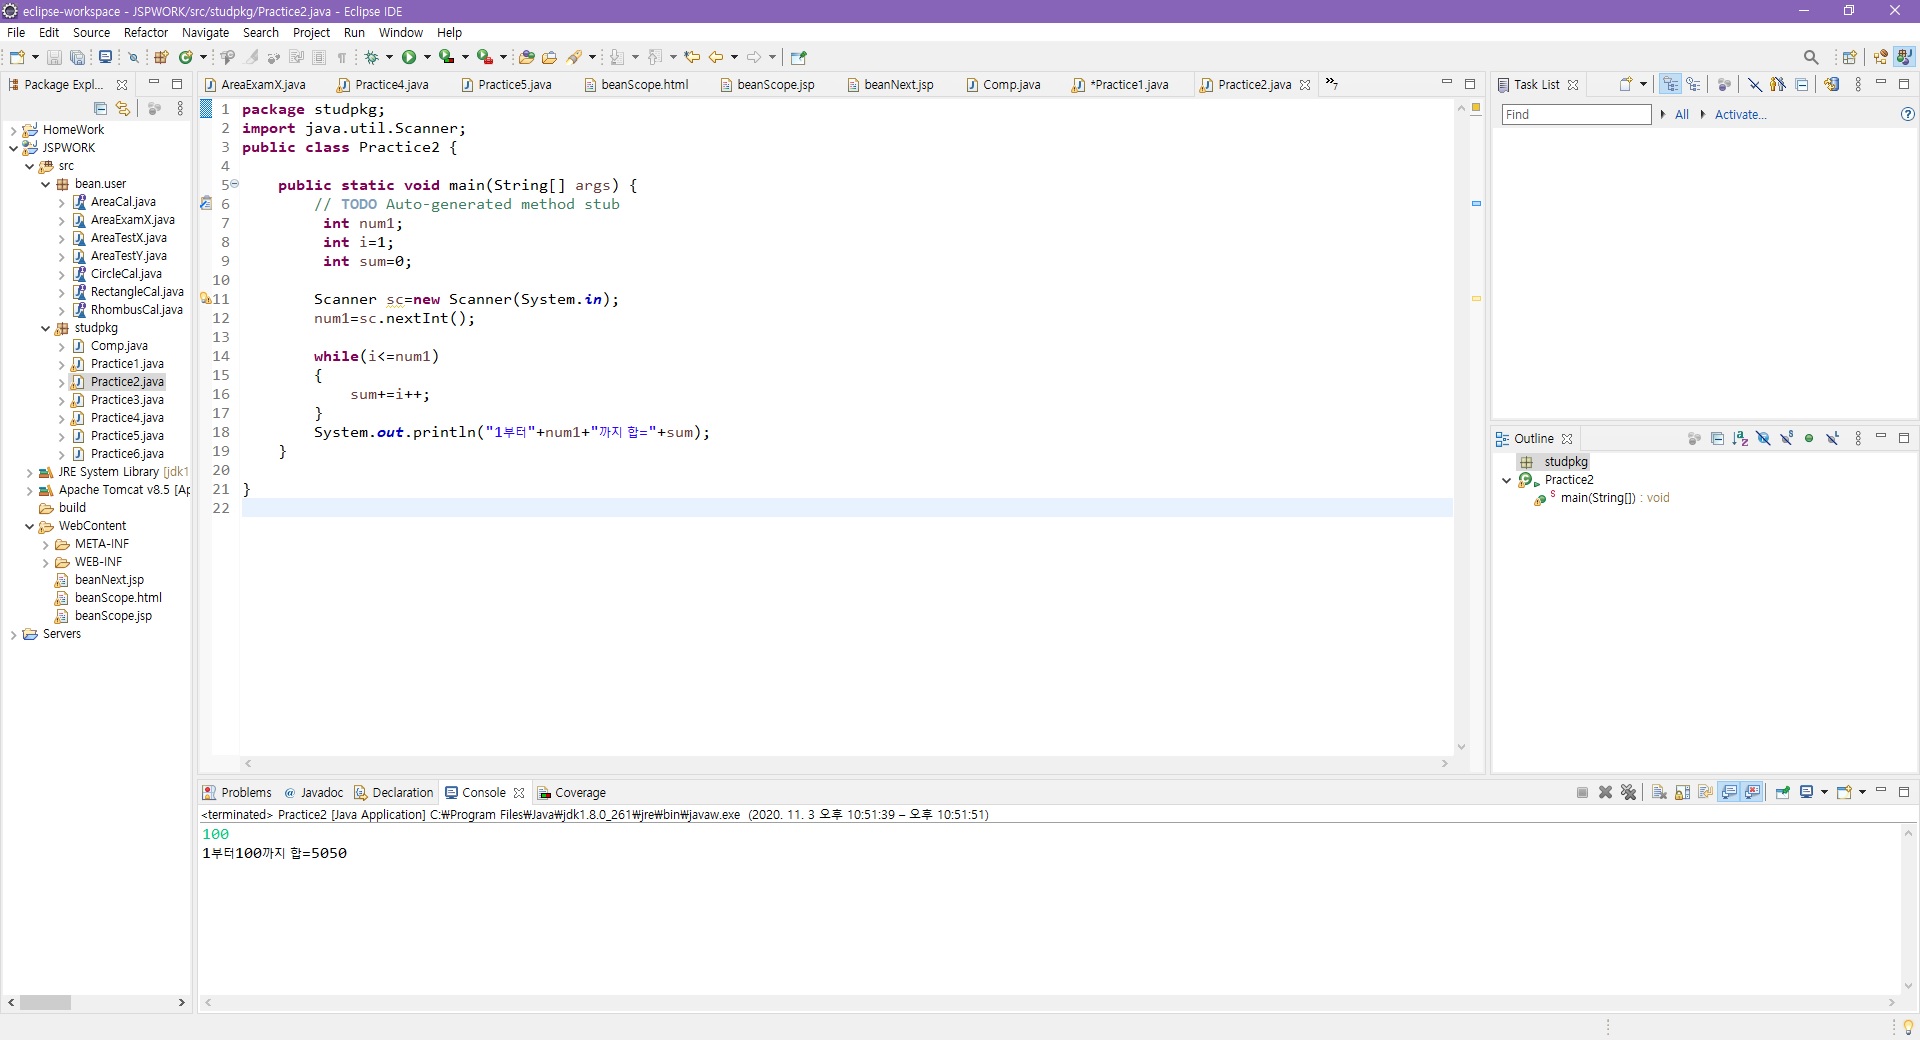 eclipse-workspace - JSPWORK/src/studpkg/Practice2.java - Eclipse IDE
File Edit Source Refactor Navigate Search Project Run Window Help
Package Expl...
HomeWork
JSPWORK
src
bean.user
AreaCal.java
AreaExamX.java
AreaTestX.java
AreaTestY.java
CircleCal.java
RectangleCal.java
RhombusCal.java
studpkg
Comp.java
Practice1.java
Practice2.java
Practice3.java
Practice4.java
Practice5.java
Practice6.java
JRE System Library [jdk1
Apache Tomcat v8.5 [Ap
build
WebContent
META-INF
WEB-INF
beanNext.jsp
beanScope.html
beanScope.jsp
Servers
AreaExamX.java Practice4.java Practice5.java beanScope.html beanScope.jsp beanNext.jsp Comp.java *Practice1.java Practice2.java »7
1 package studpkg;
2 import java.util.Scanner;
3 public class Practice2 {
4
5 public static void main(String[] args) {
6 // TODO Auto-generated method stub
7 int num1;
8 int i=1;
9 int sum=0;
10
11 Scanner sc=new Scanner(System.in);
12 num1=sc.nextInt();
13
14 while(i<=num1)
15 {
16 sum+=i++;
17 }
18 System.out.println("1부터"+num1+"까지 합="+sum);
19 }
20
21 }
22
Task List
Find All Activate...
Outline
studpkg
Practice2
main(String[]) : void
Problems @ Javadoc Declaration Console Coverage
<terminated> Practice2 [Java Application] C:₩Program Files₩Java₩jdk1.8.0_261₩jre₩bin₩javaw.exe (2020. 11. 3 오후 10:51:39 – 오후 10:51:51)
100
1부터100까지 합=5050